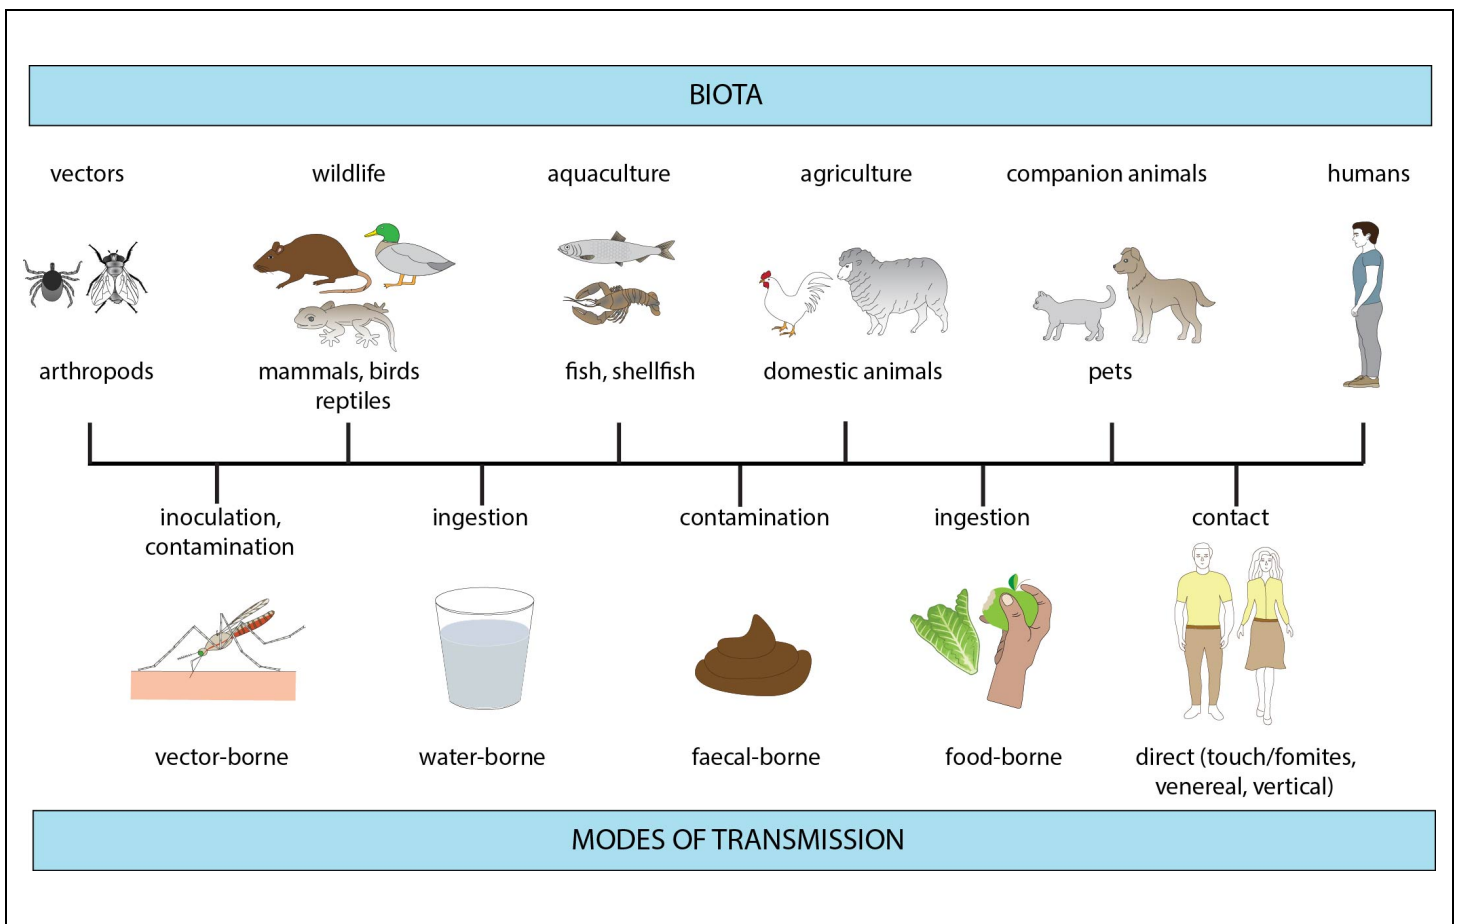 BIOTA
vectors
wildlife
aquaculture
agriculture
companion animals
humans
arthropods
mammals, birds
reptiles
fish, shellfish
domestic animals
pets
inoculation,
contamination
ingestion
contamination
ingestion
contact
vector-borne
water-borne
faecal-borne
food-borne
direct (touch/fomites,
venereal, vertical)
MODES OF TRANSMISSION